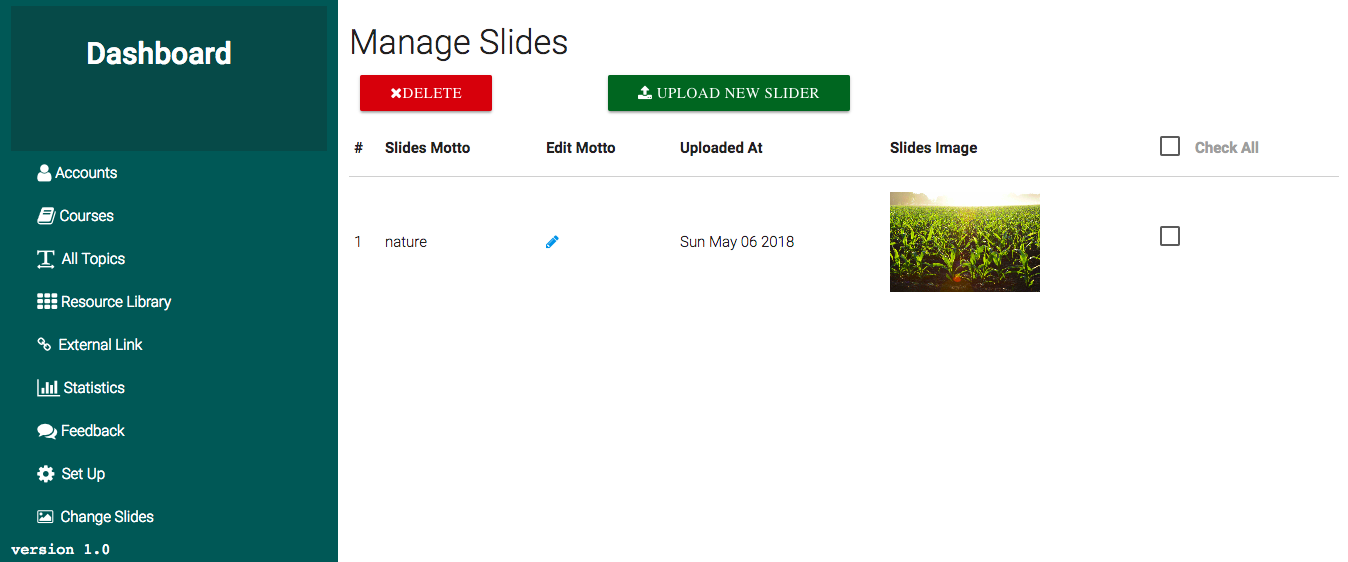 Dashboard
Accounts
Courses
All Topics
Resource Library
External Link
Statistics
Feedback
Set Up
Change Slides
version 1.0
Manage Slides
DELETE
UPLOAD NEW SLIDER
# Slides Motto Edit Motto Uploaded At Slides Image Check All
1 nature Sun May 06 2018